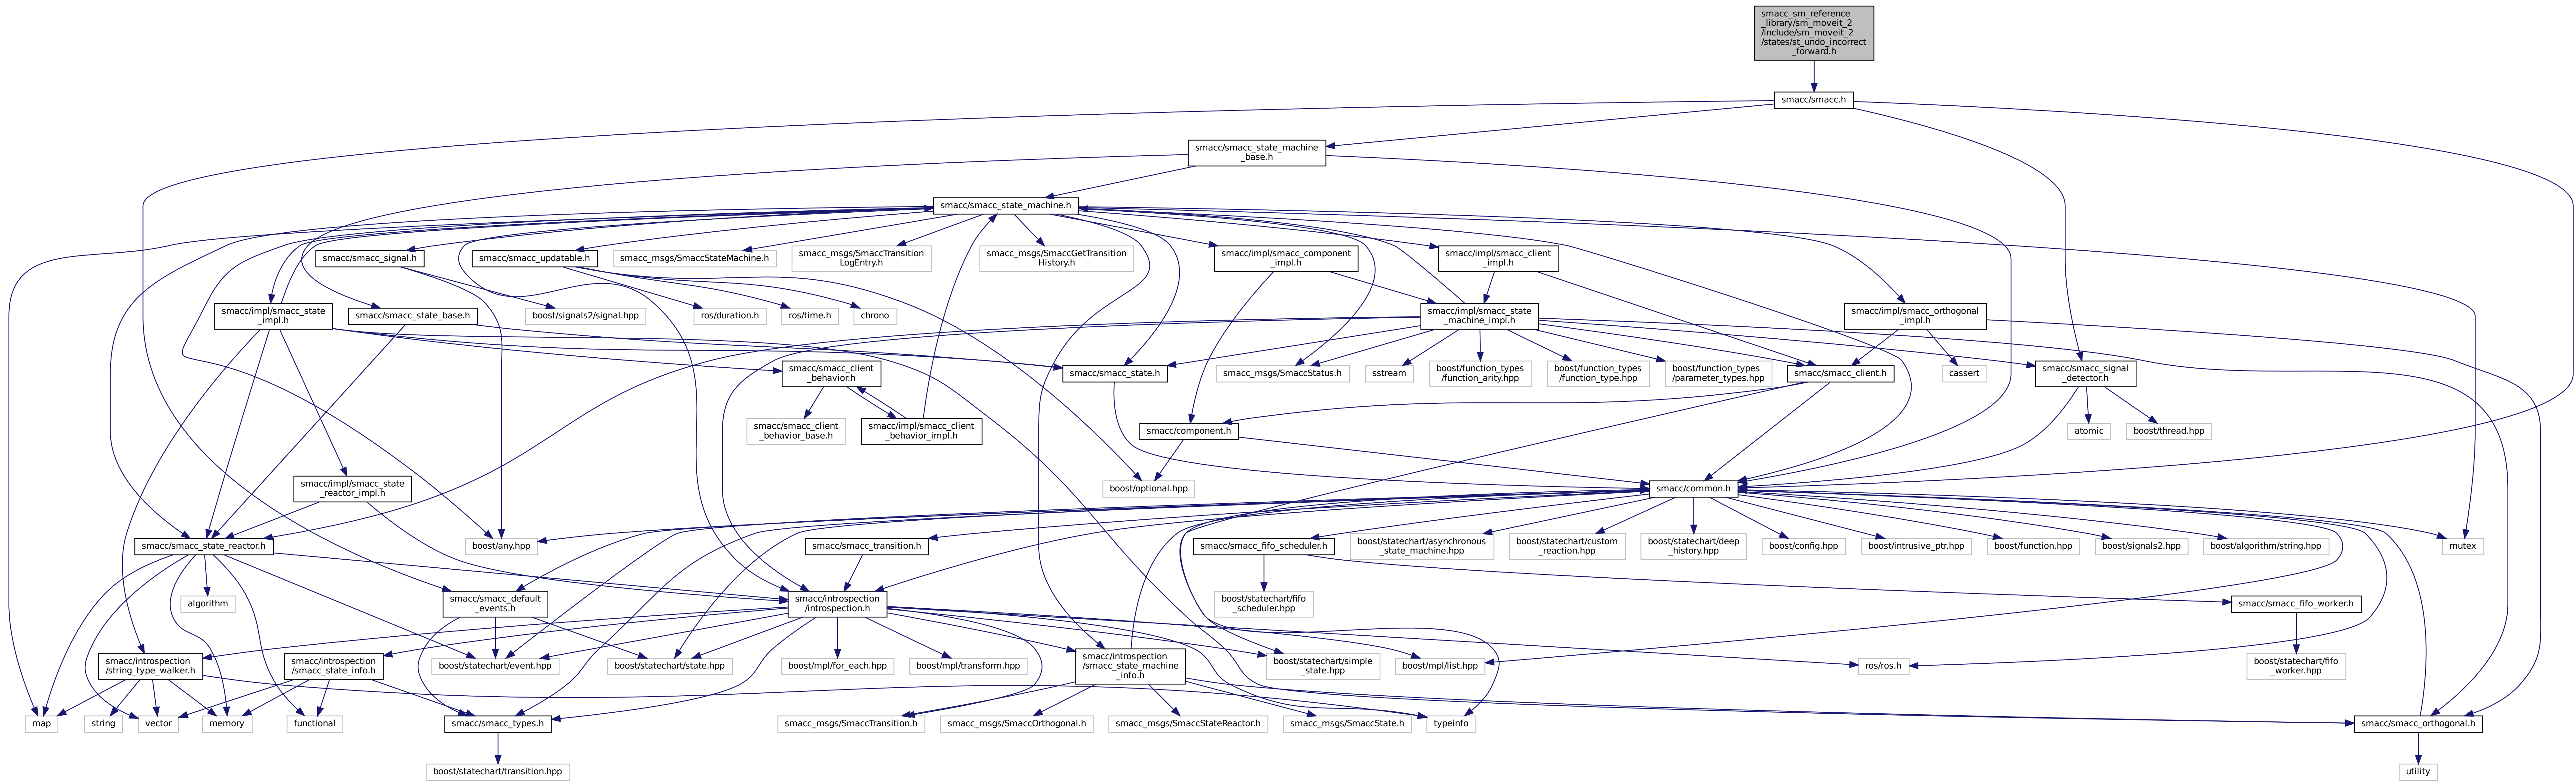 smacc_sm_reference
_library/sm_moveit_2
/include/sm_moveit_2
/states/st_undo_incorrect
_forward.h
smacc/smacc.h
smacc/smacc_state_machine
_base.h
smacc/smacc_state_machine.h
smacc/smacc_signal.h
smacc/smacc_updatable.h
smacc_msgs/SmaccStateMachine.h
smacc_msgs/SmaccTransition
LogEntry.h
smacc_msgs/SmaccGetTransition
History.h
smacc/impl/smacc_component
_impl.h
smacc/impl/smacc_client
_impl.h
smacc/impl/smacc_state
_impl.h
smacc/smacc_state_base.h
boost/signals2/signal.hpp
ros/duration.h
ros/time.h
chrono
smacc/impl/smacc_state
_machine_impl.h
smacc/impl/smacc_orthogonal
_impl.h
smacc/smacc_client
_behavior.h
smacc/smacc_state.h
smacc_msgs/SmaccStatus.h
sstream
boost/function_types
/function_arity.hpp
boost/function_types
/function_type.hpp
boost/function_types
/parameter_types.hpp
smacc/smacc_client.h
cassert
smacc/smacc_signal
_detector.h
smacc/smacc_client
_behavior_base.h
smacc/impl/smacc_client
_behavior_impl.h
smacc/component.h
atomic
boost/thread.hpp
smacc/impl/smacc_state
_reactor_impl.h
boost/optional.hpp
smacc/common.h
smacc/smacc_state_reactor.h
boost/any.hpp
smacc/smacc_transition.h
smacc/smacc_fifo_scheduler.h
boost/statechart/asynchronous
_state_machine.hpp
boost/statechart/custom
_reaction.hpp
boost/statechart/deep
_history.hpp
boost/config.hpp
boost/intrusive_ptr.hpp
boost/function.hpp
boost/signals2.hpp
boost/algorithm/string.hpp
mutex
algorithm
smacc/smacc_default
_events.h
smacc/introspection
/introspection.h
boost/statechart/fifo
_scheduler.hpp
smacc/smacc_fifo_worker.h
smacc/introspection
/string_type_walker.h
smacc/introspection
/smacc_state_info.h
boost/statechart/event.hpp
boost/statechart/state.hpp
boost/mpl/for_each.hpp
boost/mpl/transform.hpp
smacc/introspection
/smacc_state_machine
_info.h
boost/statechart/simple
_state.hpp
boost/mpl/list.hpp
ros/ros.h
boost/statechart/fifo
_worker.hpp
map
string
vector
memory
functional
smacc/smacc_types.h
smacc_msgs/SmaccTransition.h
smacc_msgs/SmaccOrthogonal.h
smacc_msgs/SmaccStateReactor.h
smacc_msgs/SmaccState.h
typeinfo
smacc/smacc_orthogonal.h
boost/statechart/transition.hpp
utility